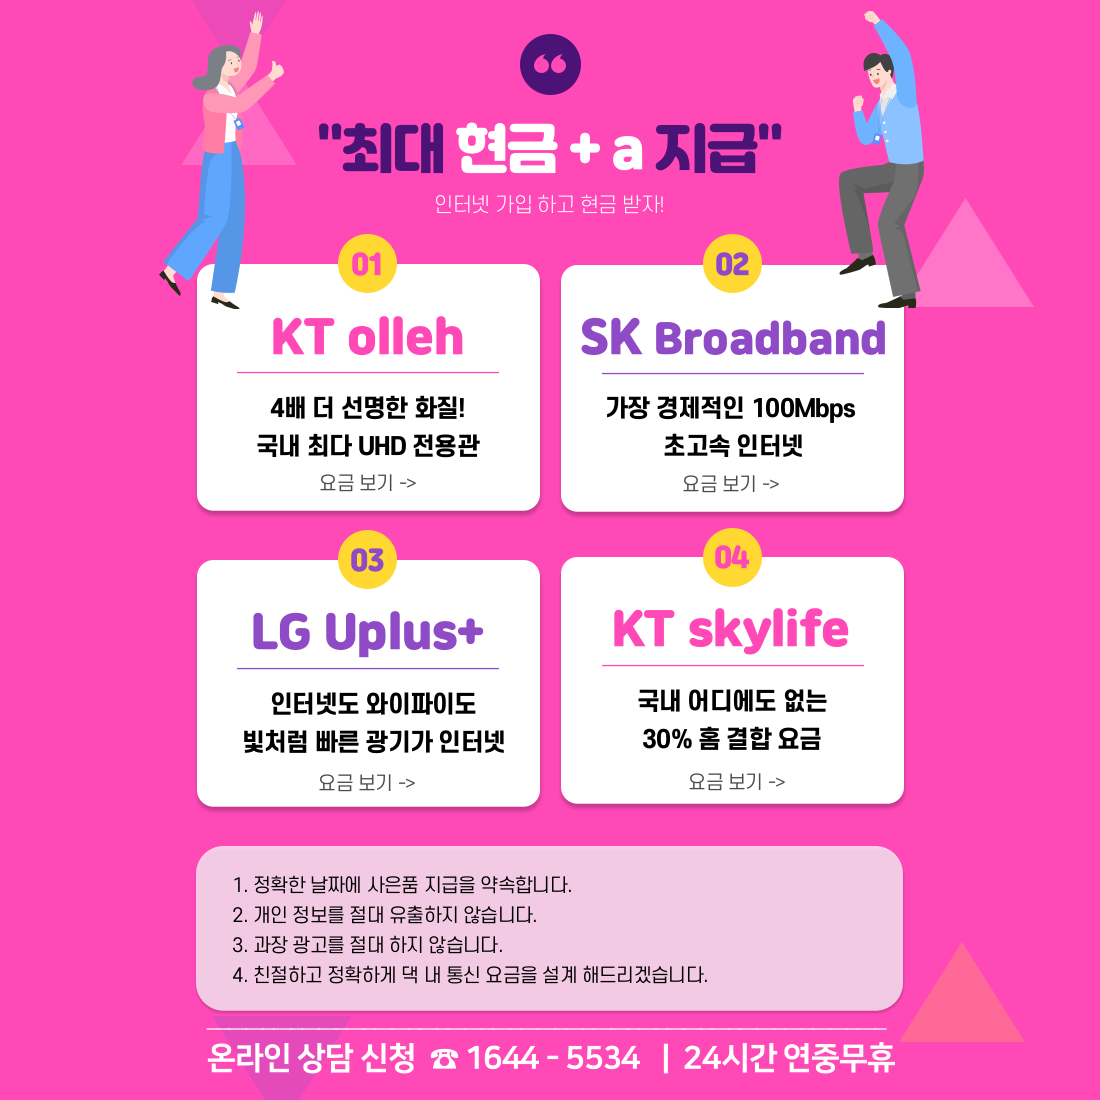 "최대 현금 + a 지급"
인터넷 가입 하고 현금 받자!
01
KT olleh
4배 더 선명한 화질!
국내 최다 UHD 전용관
요금 보기 ->
02
SK Broadband
가장 경제적인 100Mbps
초고속 인터넷
요금 보기 ->
03
LG Uplus+
인터넷도 와이파이도
빛처럼 빠른 광기가 인터넷
요금 보기 ->
04
KT skylife
국내 어디에도 없는
30% 홈 결합 요금
요금 보기 ->
1. 정확한 날짜에 사은품 지급을 약속합니다.
2. 개인 정보를 절대 유출하지 않습니다.
3. 과장 광고를 절대 하지 않습니다.
4. 친절하고 정확하게 댁 내 통신 요금을 설계 해드리겠습니다.
온라인 상담 신청 ☎ 1644 - 5534 | 24시간 연중무휴